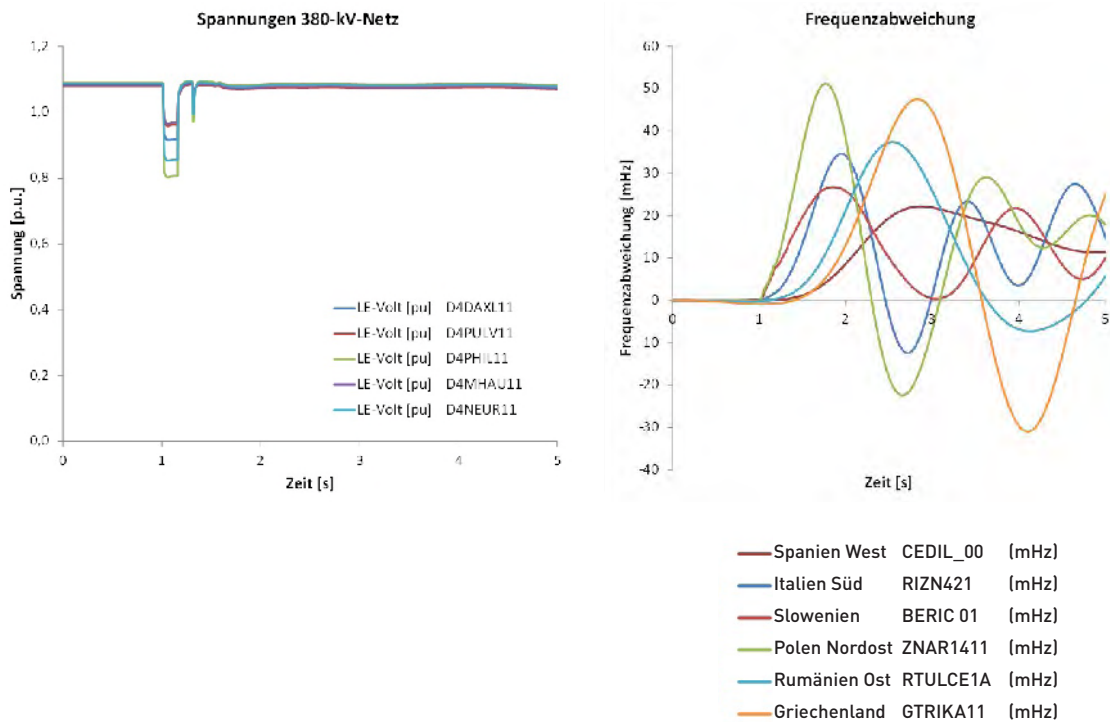 Spannungen 380-kV-Netz
Spannung [p.u.]
1,2
1,0
0,8
0,6
0,4
0,2
0,0
0 1 2 3 4 5
Zeit [s]
LE-Volt [pu] D4DAXL11
LE-Volt [pu] D4PULV11
LE-Volt [pu] D4PHIL11
LE-Volt [pu] D4MHAU11
LE-Volt [pu] D4NEUR11
Frequenzabweichung
Frequenzabweichung [mHz]
60
50
40
30
20
10
0
-10
-20
-30
-40
0 1 2 3 4 5
Zeit [s]
Spanien West CEDIL_00 (mHz)
Italien Süd RIZN421 (mHz)
Slowenien BERIC 01 (mHz)
Polen Nordost ZNAR1411 (mHz)
Rumänien Ost RTULCE1A (mHz)
Griechenland GTRIKA11 (mHz)